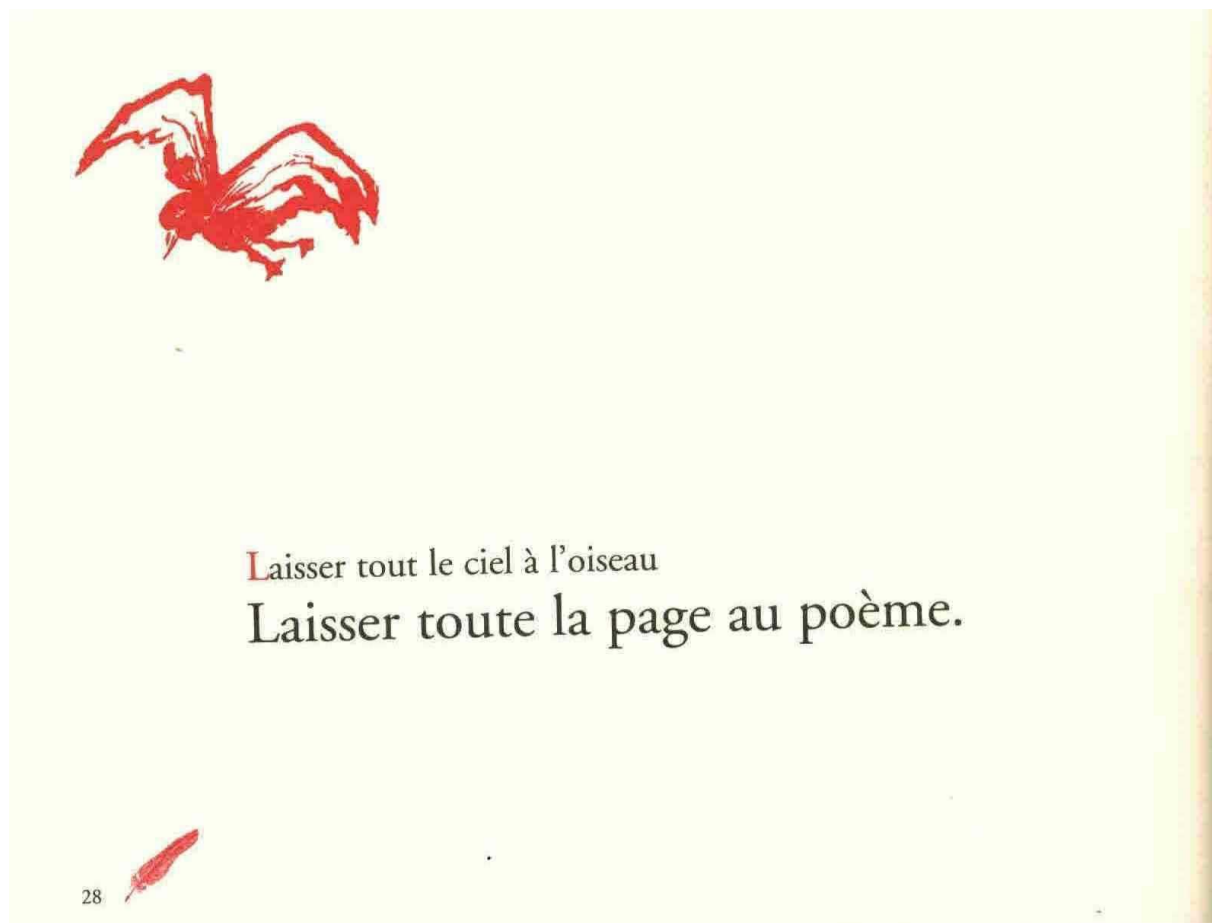 Laisser tout le ciel à l’oiseau
Laisser toute la page au poème.
28